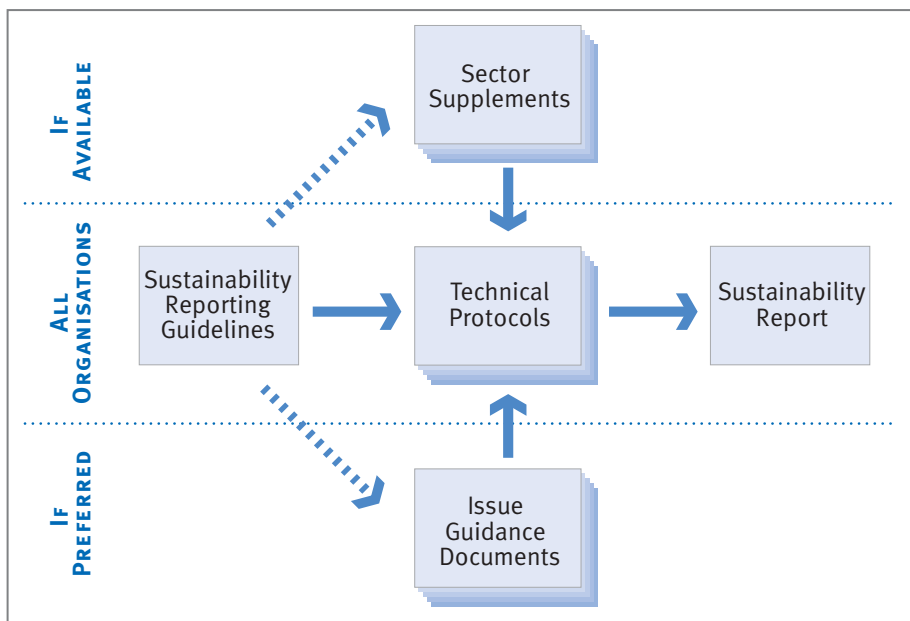 IF
AVAILABLE
Sector
Supplements
ALL
ORGANISATIONS
Sustainability
Reporting
Guidelines
Technical
Protocols
Sustainability
Report
IF
PREFERRED
Issue
Guidance
Documents